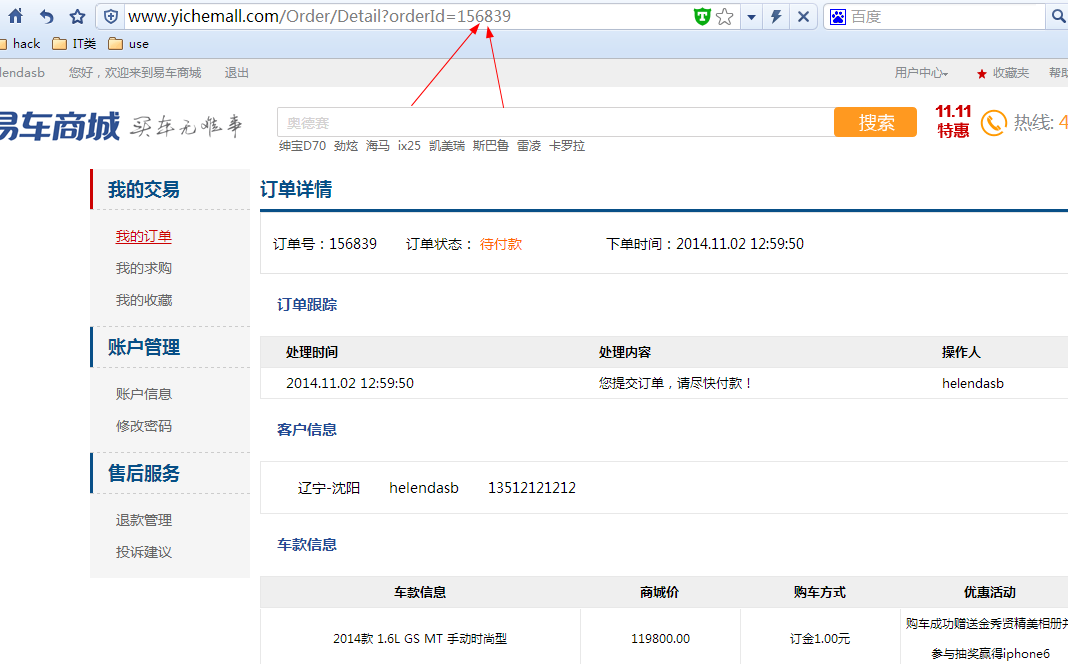 www.yichemall.com/Order/Detail?orderId=156839
百度
hack IT类 use
lendasb 您好，欢迎来到易车商城 退出 用户中心 收藏夹 帮助
易车商城 买车无难事
奥德赛 搜索 11.11 特惠 热线: 4
绅宝D70 劲炫 海马 ix25 凯美瑞 斯巴鲁 雷凌 卡罗拉
我的交易
我的订单
我的求购
我的收藏
账户管理
账户信息
修改密码
售后服务
退款管理
投诉建议
订单详情
订单号：156839 订单状态： 待付款 下单时间：2014.11.02 12:59:50
订单跟踪
处理时间 处理内容 操作人
2014.11.02 12:59:50 您提交订单，请尽快付款！ helendasb
客户信息
辽宁-沈阳 helendasb 13512121212
车款信息
车款信息 商城价 购车方式 优惠活动
2014款 1.6L GS MT 手动时尚型 119800.00 订金1.00元 购车成功赠送金秀贤精美相册并
参与抽奖赢得iphone6